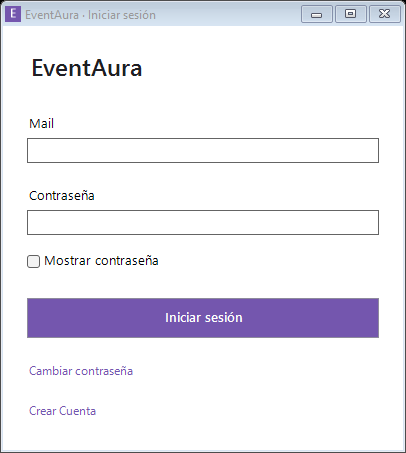 E EventAura - Iniciar sesión
EventAura
Mail
Contraseña
Mostrar contraseña
Iniciar sesión
Cambiar contraseña
Crear Cuenta